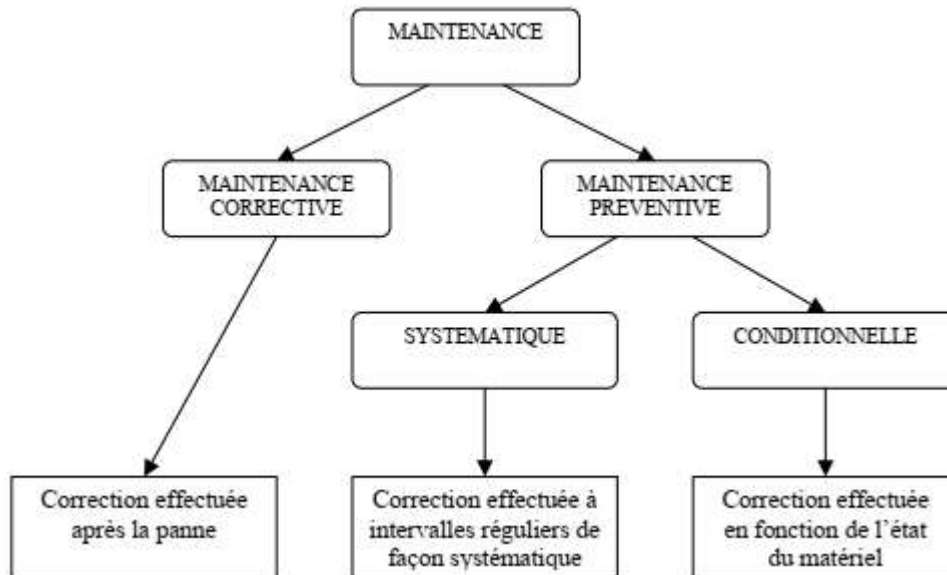 MAINTENANCE
MAINTENANCE
CORRECTIVE
MAINTENANCE
PREVENTIVE
SYSTEMATIQUE
CONDITIONNELLE
Correction effectuée
après la panne
Correction effectuée à
intervalles réguliers de
façon systématique
Correction effectuée
en fonction de l'état
du matériel